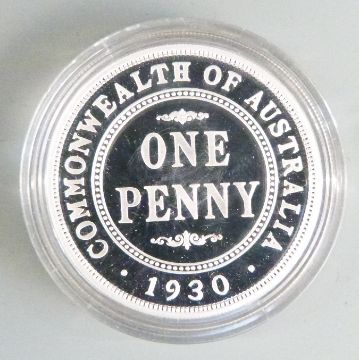 COMMONWEALTH OF AUSTRALIA
ONE
PENNY
· 1930 ·